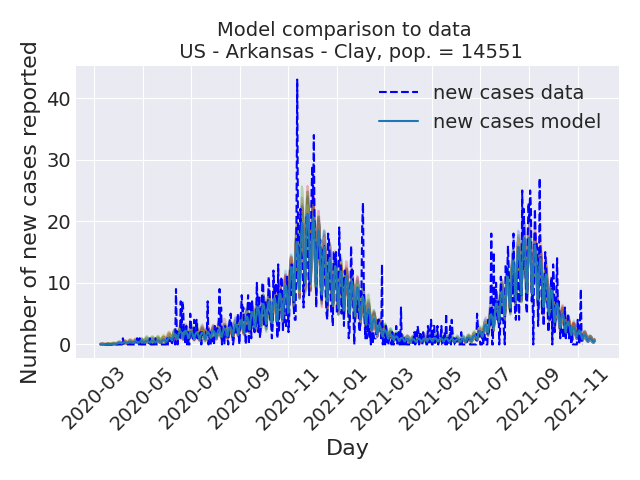 Model comparison to data
US - Arkansas - Clay, pop. = 14551
Number of new cases reported
40
30
20
10
0
new cases data
new cases model
2020-03
2020-05
2020-07
2020-09
2020-11
2021-01
2021-03
2021-05
2021-07
2021-09
2021-11
Day